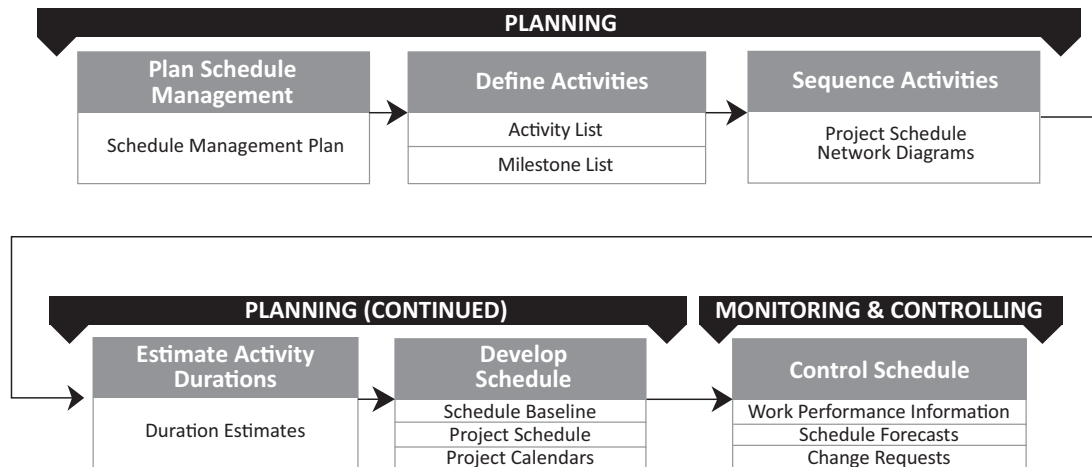 PLANNING
Plan Schedule
Management
Schedule Management Plan
Define Activities
Activity List
Milestone List
Sequence Activities
Project Schedule
Network Diagrams
PLANNING (CONTINUED)
Estimate Activity
Durations
Duration Estimates
Develop
Schedule
Schedule Baseline
Project Schedule
Project Calendars
MONITORING & CONTROLLING
Control Schedule
Work Performance Information
Schedule Forecasts
Change Requests